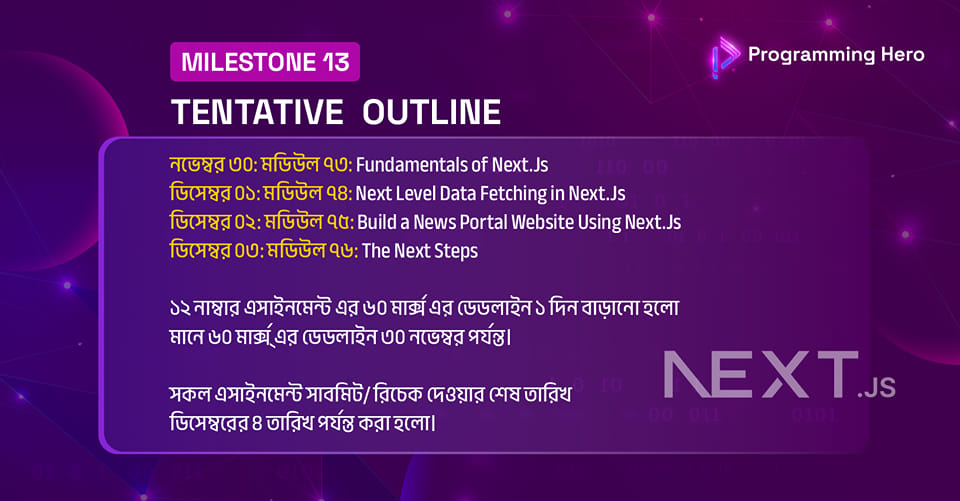 MILESTONE 13
Programming Hero
TENTATIVE OUTLINE
নভেম্বর ৩০: মডিউল ৭৩: Fundamentals of Next.Js
ডিসেম্বর ০১: মডিউল ৭৪: Next Level Data Fetching in Next.Js
ডিসেম্বর ০২: মডিউল ৭৫: Build a News Portal Website Using Next.Js
ডিসেম্বর ০৩: মডিউল ৭৬: The Next Steps
১২ নাম্বার এসাইনমেন্ট এর ৬০ মার্ক্স এর ডেডলাইন ১ দিন বাড়ানো হলো
মানে ৬০ মার্ক্স্ এর ডেডলাইন ৩০ নভেম্বর পর্যন্ত।
সকল এসাইনমেন্ট সাবমিট/ রিচেক দেওয়ার শেষ তারিখ
ডিসেম্বরের ৪ তারিখ পর্যন্ত করা হলো।
NEXT.JS